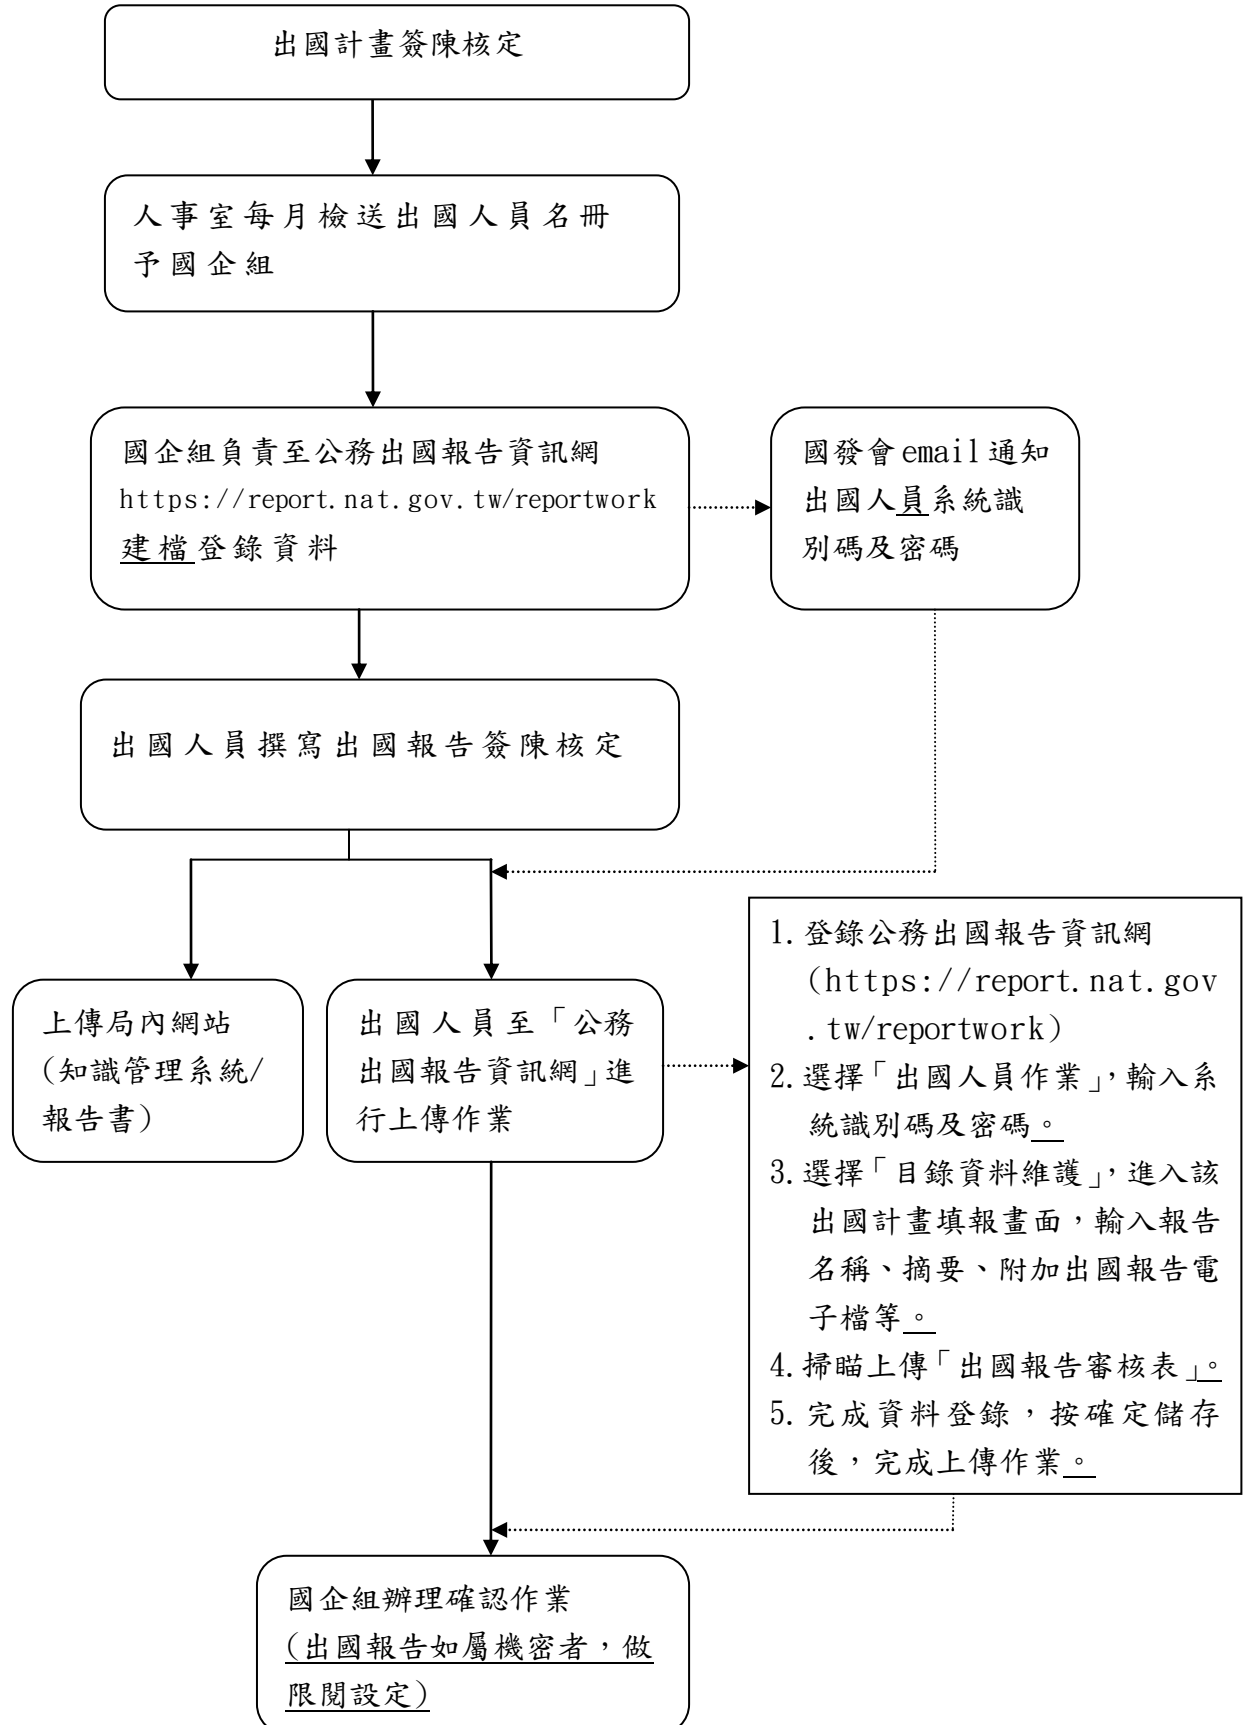 出國計畫簽陳核定
人事室每月檢送出國人員名冊
予國企組
國企組負責至公務出國報告資訊網
https://report.nat.gov.tw/reportwork
建檔登錄資料
國發會email通知
出國人員系統識
別碼及密碼
出國人員撰寫出國報告簽陳核定
上傳局內網站
(知識管理系統/
報告書)
出國人員至「公務
出國報告資訊網」進
行上傳作業
1.登錄公務出國報告資訊網
(https://report.nat.gov
.tw/reportwork)
2.選擇「出國人員作業」,輸入系
統識別碼及密碼。
3.選擇「目錄資料維護」,進入該
出國計畫填報畫面,輸入報告
名稱、摘要、附加出國報告電
子檔等。
4.掃瞄上傳「出國報告審核表」。
5.完成資料登錄,按確定儲存
後,完成上傳作業。
國企組辦理確認作業
(出國報告如屬機密者,做
限閱設定)